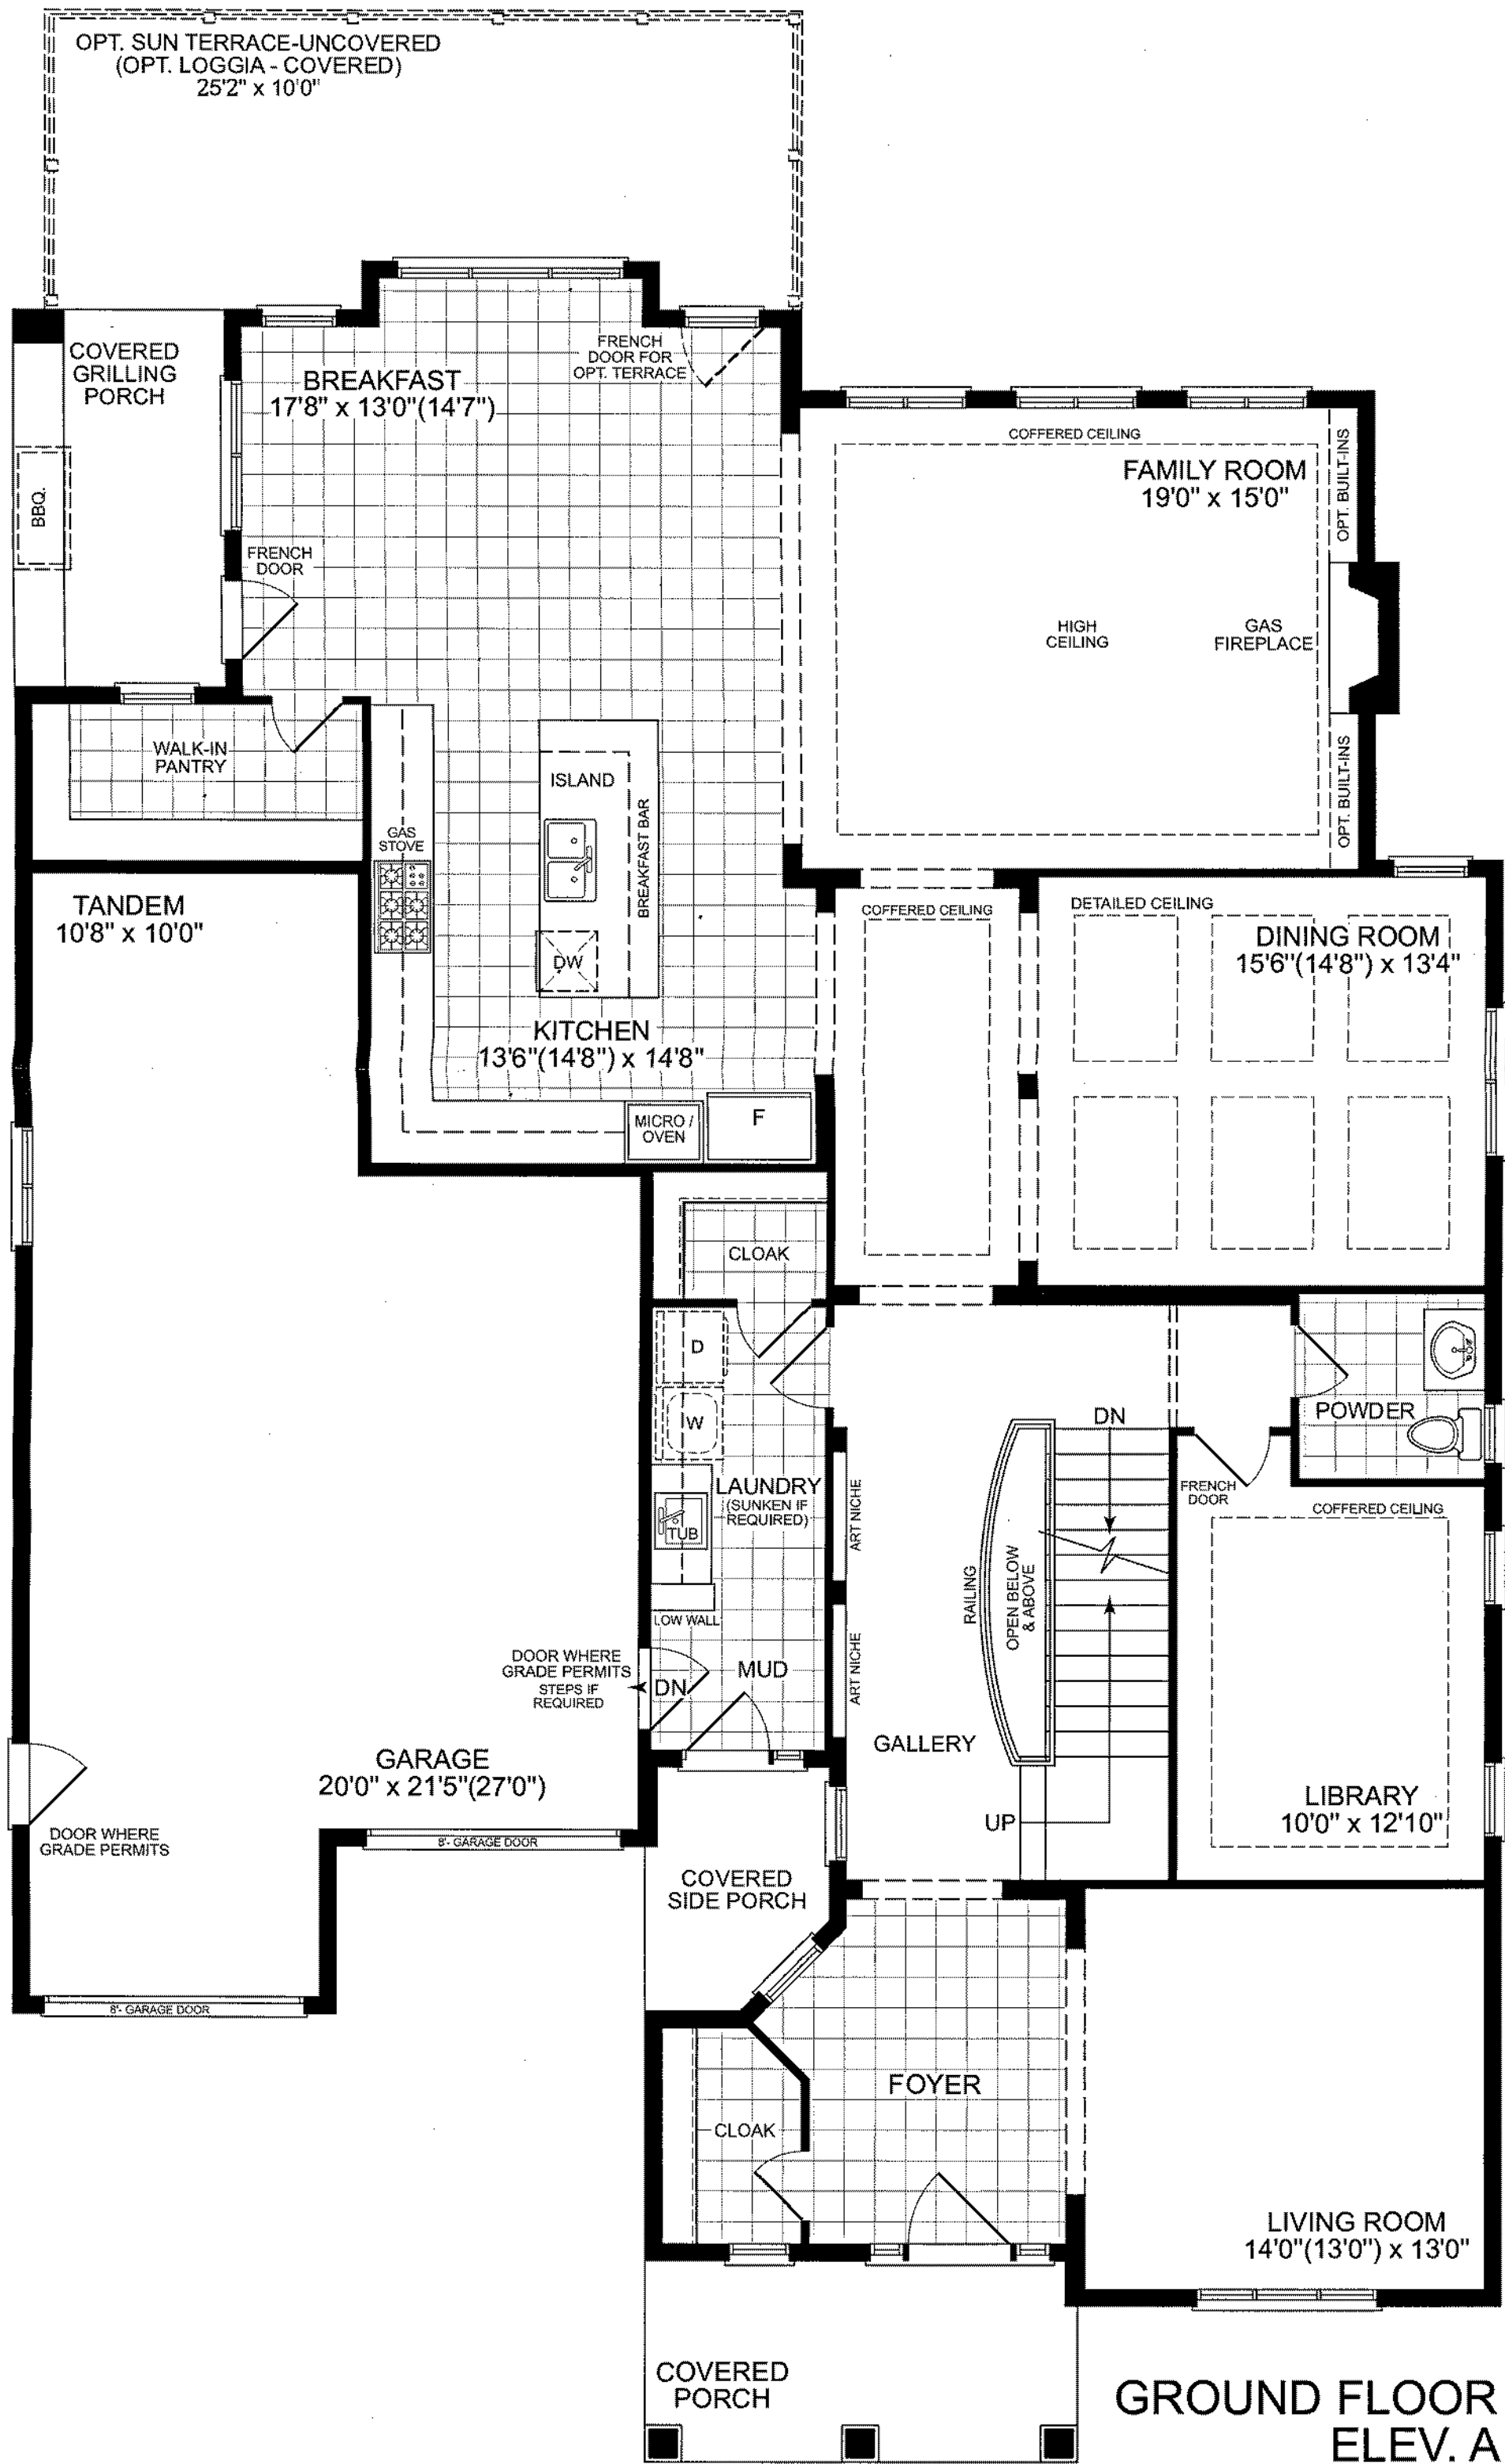 OPT. SUN TERRACE-UNCOVERED
(OPT. LOGGIA - COVERED)
25'2" x 10'0"
COVERED
GRILLING
PORCH
BBQ.
BREAKFAST
17'8" x 13'0"(14'7")
FRENCH
DOOR FOR
OPT. TERRACE
FRENCH
DOOR
COFFERED CEILING
FAMILY ROOM
19'0" x 15'0"
OPT. BUILT-INS
HIGH
CEILING
GAS
FIREPLACE
OPT. BUILT-INS
WALK-IN
PANTRY
ISLAND
BREAKFAST BAR
GAS
STOVE
DW
KITCHEN
13'6"(14'8") x 14'8"
MICRO /
OVEN
F
TANDEM
10'8" x 10'0"
COFFERED CEILING
DETAILED CEILING
DINING ROOM
15'6"(14'8") x 13'4"
CLOAK
D
W
LAUNDRY
(SUNKEN IF
REQUIRED)
TUB
LOW WALL
ART NICHE
ART NICHE
DN
RAILING
OPEN BELOW
& ABOVE
POWDER
FRENCH
DOOR
COFFERED CEILING
DOOR WHERE
GRADE PERMITS
STEPS IF
REQUIRED
DN
MUD
GALLERY
UP
LIBRARY
10'0" x 12'10"
GARAGE
20'0" x 21'5"(27'0")
DOOR WHERE
GRADE PERMITS
8'- GARAGE DOOR
8'- GARAGE DOOR
COVERED
SIDE PORCH
FOYER
CLOAK
LIVING ROOM
14'0"(13'0") x 13'0"
COVERED
PORCH
GROUND FLOOR
ELEV. A